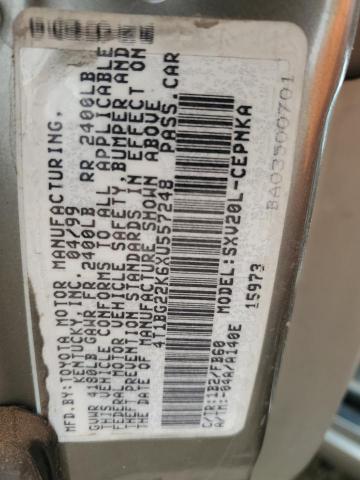 MFD.BY:TOYOTA MOTOR MANUFACTURING,
KENTUCKY, INC. 04/99
GVWR 4180LB GAWR FR 2400LB RR 2400LB
THIS VEHICLE CONFORMS TO ALL APPLICABLE
FEDERAL MOTOR VEHICLE SAFETY, BUMPER AND
THEFT PREVENTION STANDARDS IN EFFECT ON
THE DATE OF MANUFACTURE SHOWN ABOVE
4T1BG22K6XU557248 PASS.CAR
C/TR:1B2/FB60 MODEL:SXV20L-CEPNKA
A/TM:-04A/A140E 15973
BA03500701